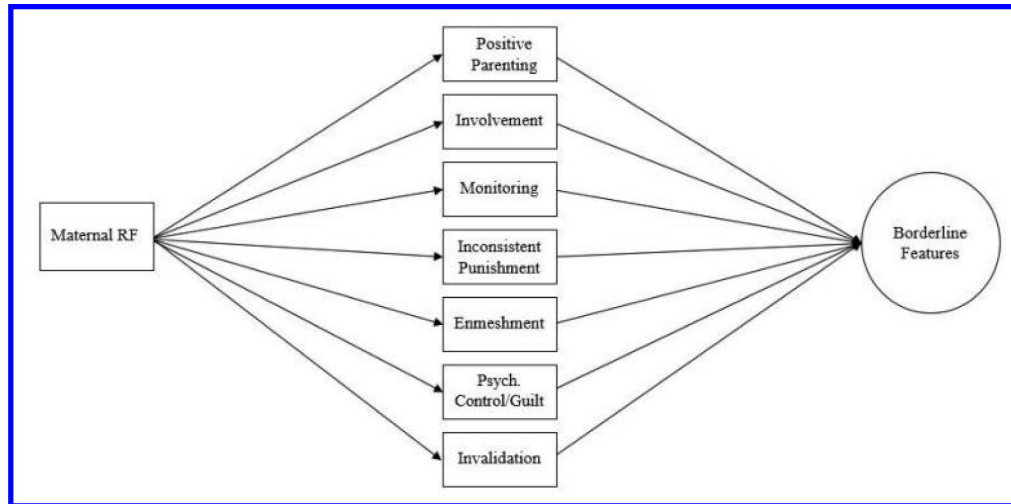 Positive
Parenting
Involvement
Monitoring
Maternal RF
Inconsistent
Punishment
Borderline
Features
Enmeshment
Psych.
Control/Guilt
Invalidation